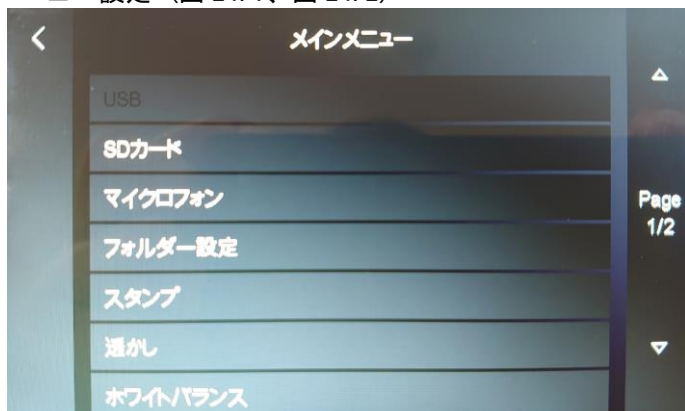 メインメニュー
USB
SDカード
マイクロフォン
フォルダー設定
スタンプ
透かし
ホワイトバランス
Page
1/2